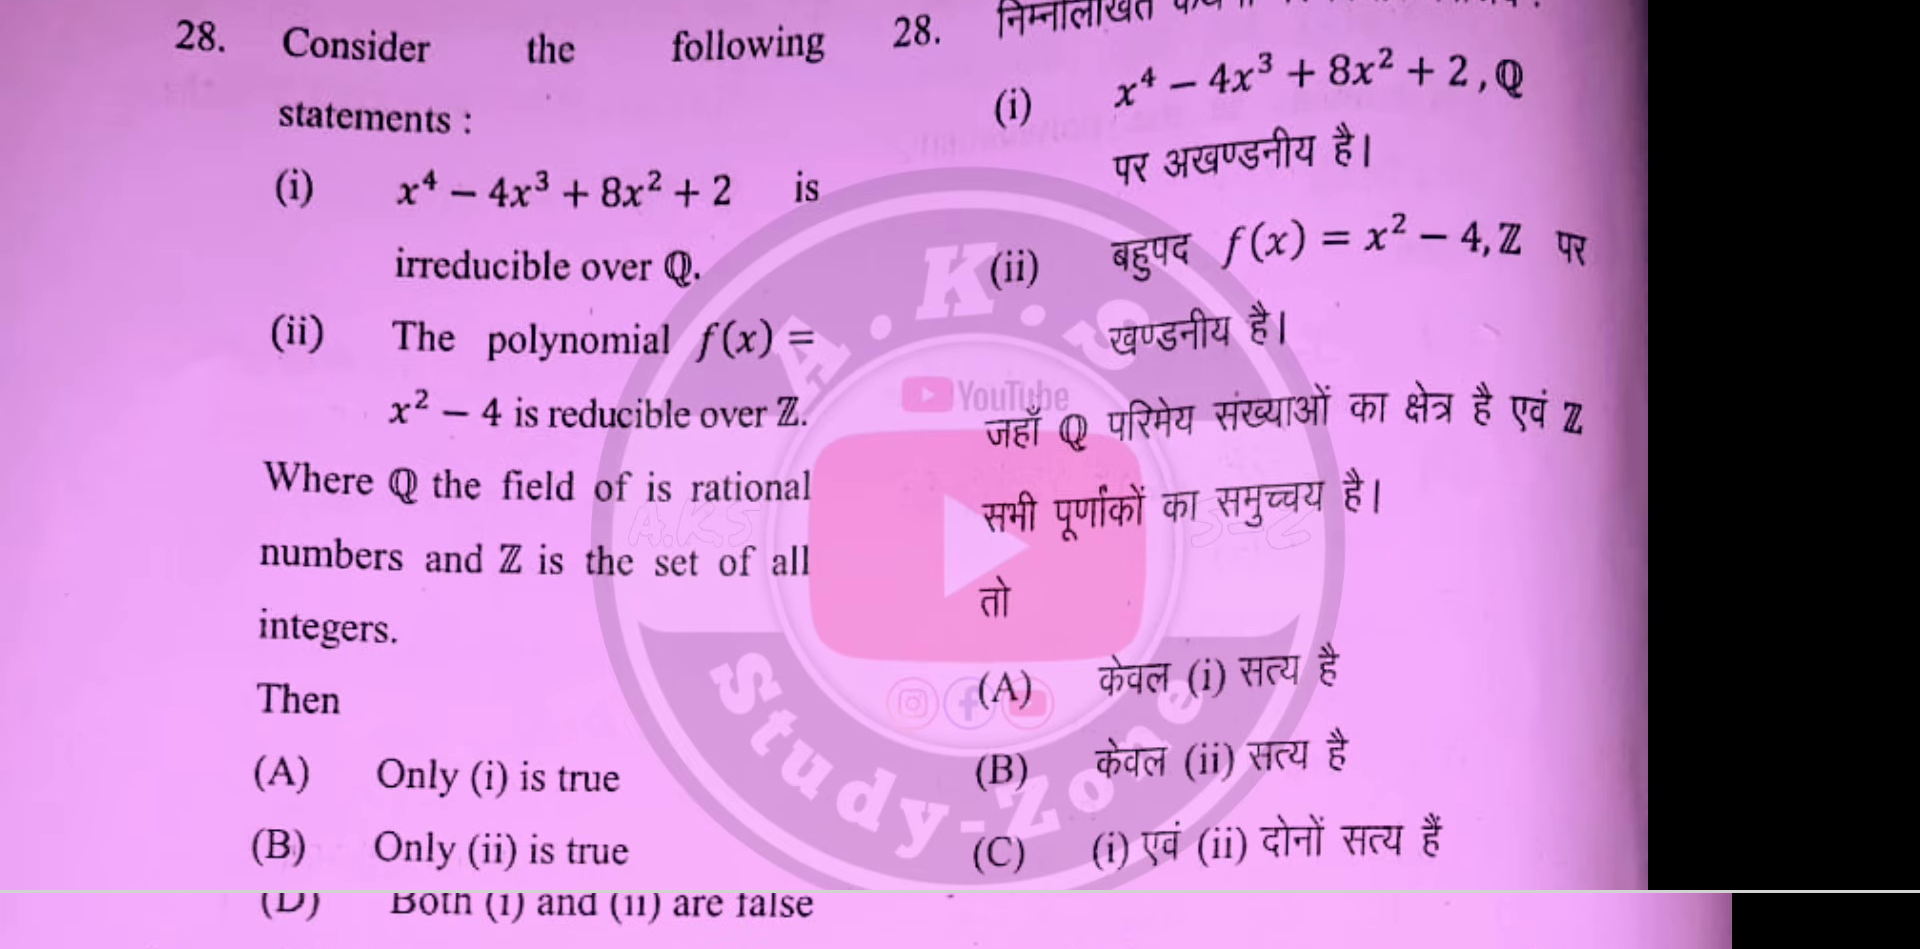 28. Consider the following
statements :
(i) x⁴ – 4x³ + 8x² + 2 is
irreducible over ℚ.
(ii) The polynomial f(x) =
x² – 4 is reducible over ℤ.
Where ℚ the field of is rational
numbers and ℤ is the set of all
integers.
Then
(A) Only (i) is true
(B) Only (ii) is true
(D) Both (i) and (ii) are false
28. निम्नलिखित
(i) x⁴ – 4x³ + 8x² + 2 , ℚ
पर अखण्डनीय है।
(ii) बहुपद f(x) = x² – 4, ℤ पर
खण्डनीय है।
जहाँ ℚ परिमेय संख्याओं का क्षेत्र है एवं ℤ
सभी पूर्णांकों का समुच्चय है।
तो
(A) केवल (i) सत्य है
(B) केवल (ii) सत्य है
(C) (i) एवं (ii) दोनों सत्य हैं
A.K.S
YouTube
A.K.S
S-Z
Study-Zone